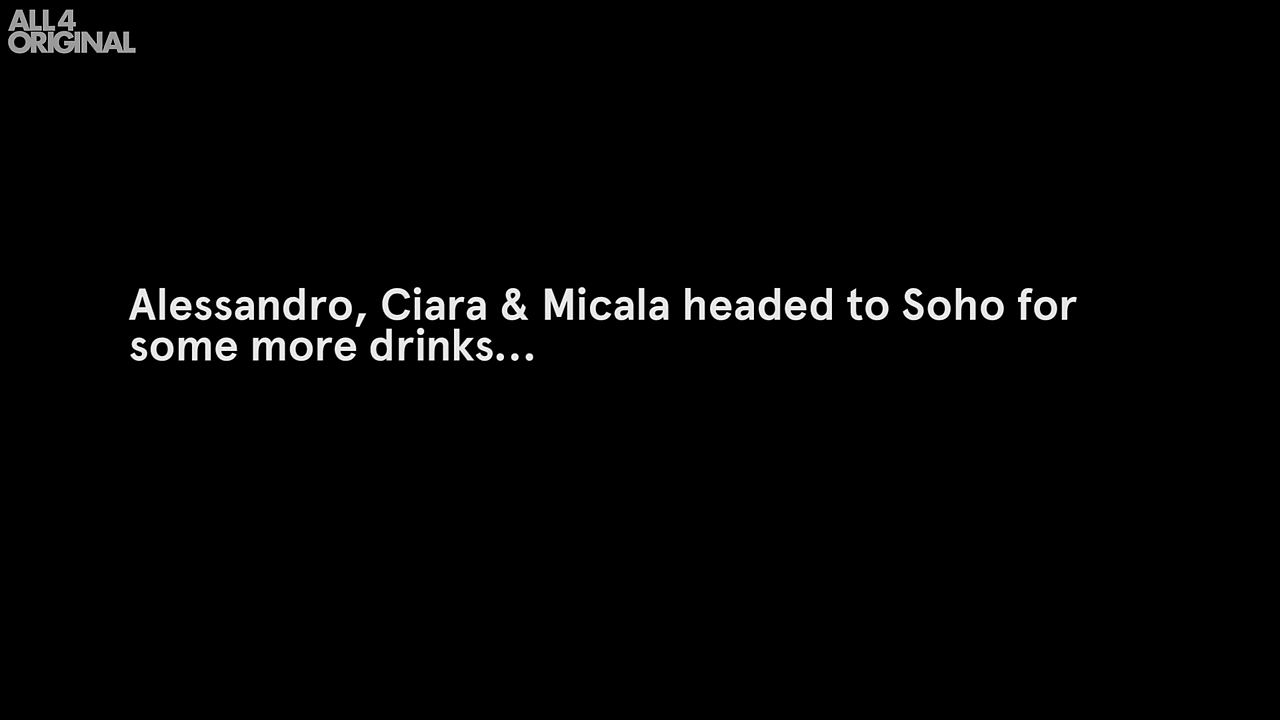 ALL 4
ORIGINAL
Alessandro, Ciara & Micala headed to Soho for
some more drinks...